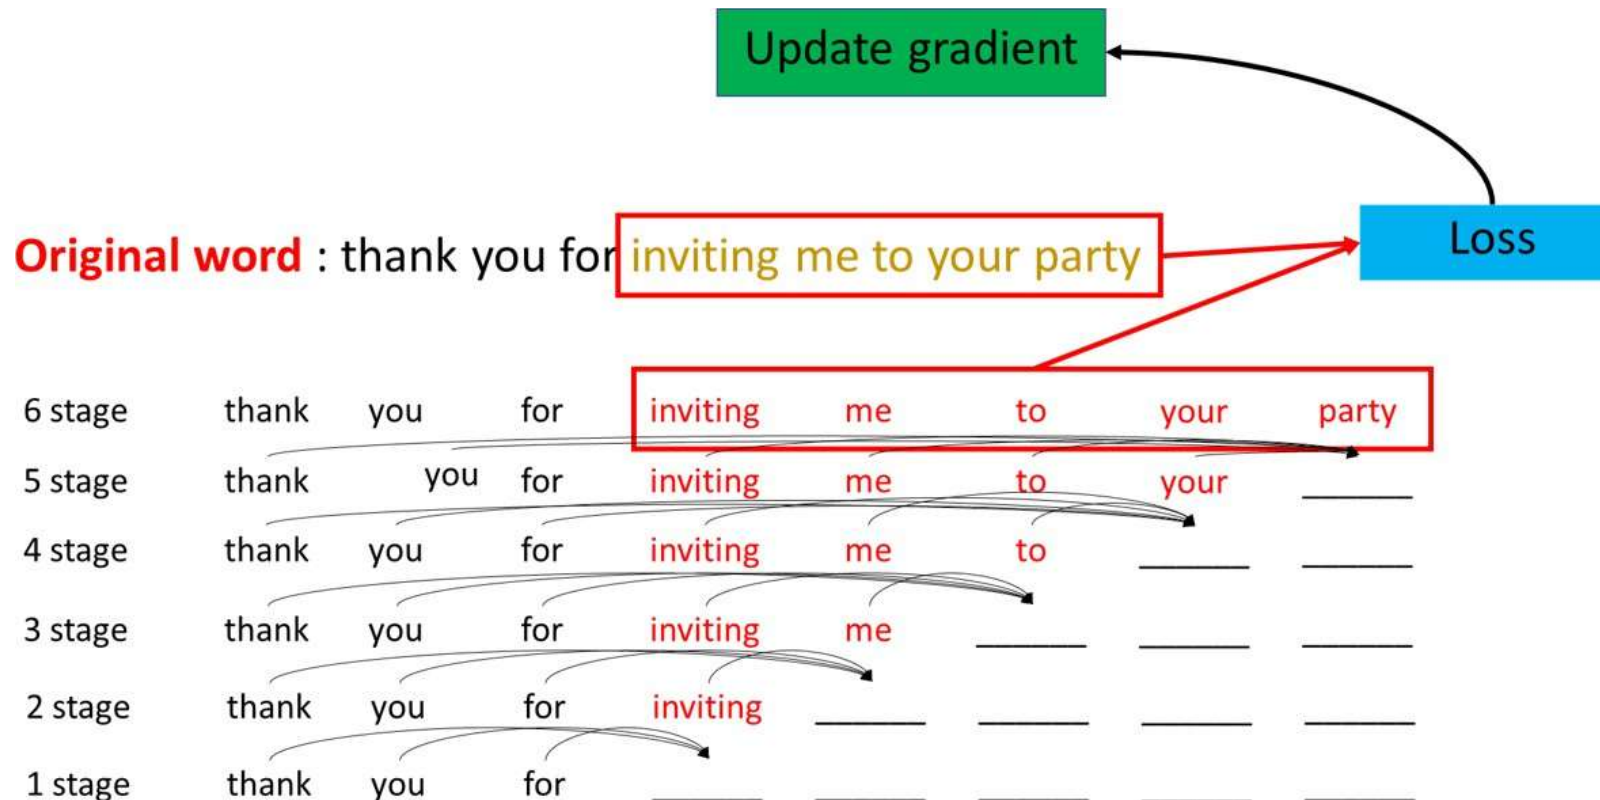 Update gradient
Loss
Original word : thank you for inviting me to your party
6 stage thank you for inviting me to your party
5 stage thank you for inviting me to your
4 stage thank you for inviting me to
3 stage thank you for inviting me
2 stage thank you for inviting
1 stage thank you for